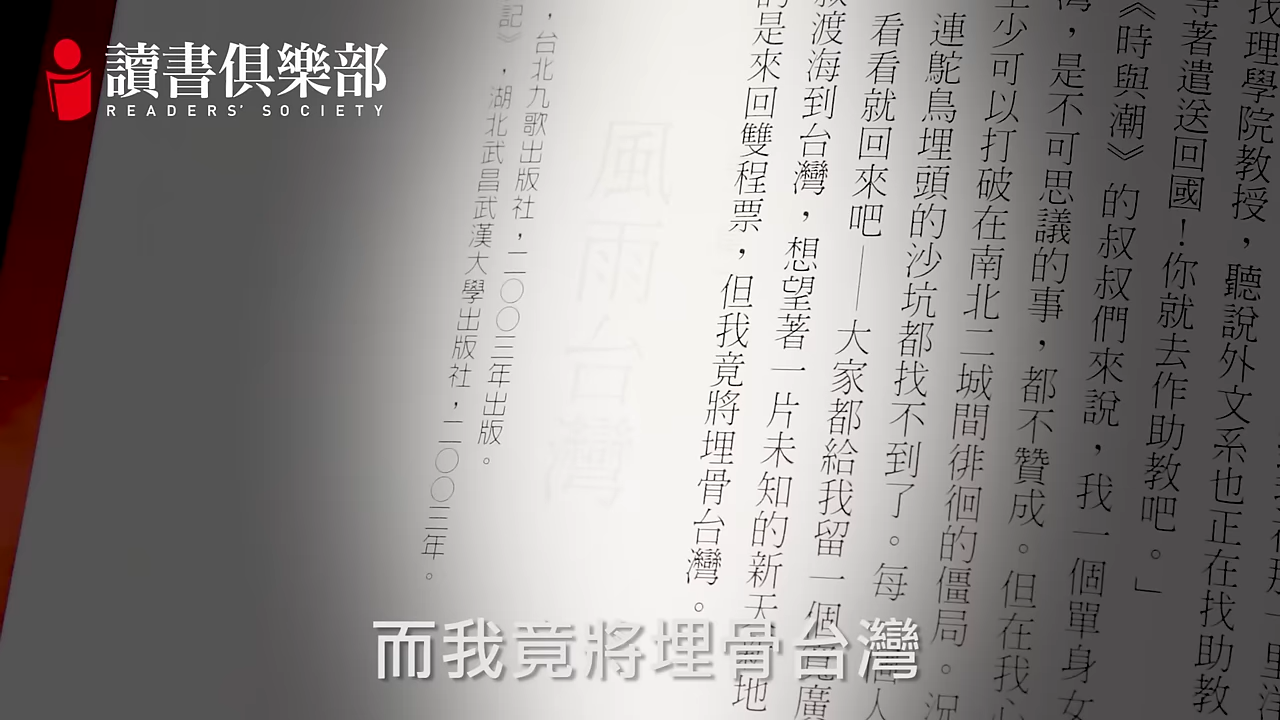 讀書俱樂部
READERS' SOCIETY
找理學院教授，聽說外文系也正在找助教
等著遣送回國！你就去作助教吧。」
《時與潮》的叔叔們來說，我一個單身女
灣，是不可思議的事，都不贊成。但在我心
至少可以打破在南北二城間徘徊的僵局。況
連鴕鳥埋頭的沙坑都找不到了。每
看看就回來吧——大家都給我留一個
渡海到台灣，想望著一片未知的新天
的是來回雙程票，但我竟將埋骨台灣。
風雨台灣
，台北九歌出版社，二〇〇三年出版。
記》，湖北武昌武漢大學出版社，二〇〇三年。
而我竟將埋骨台灣